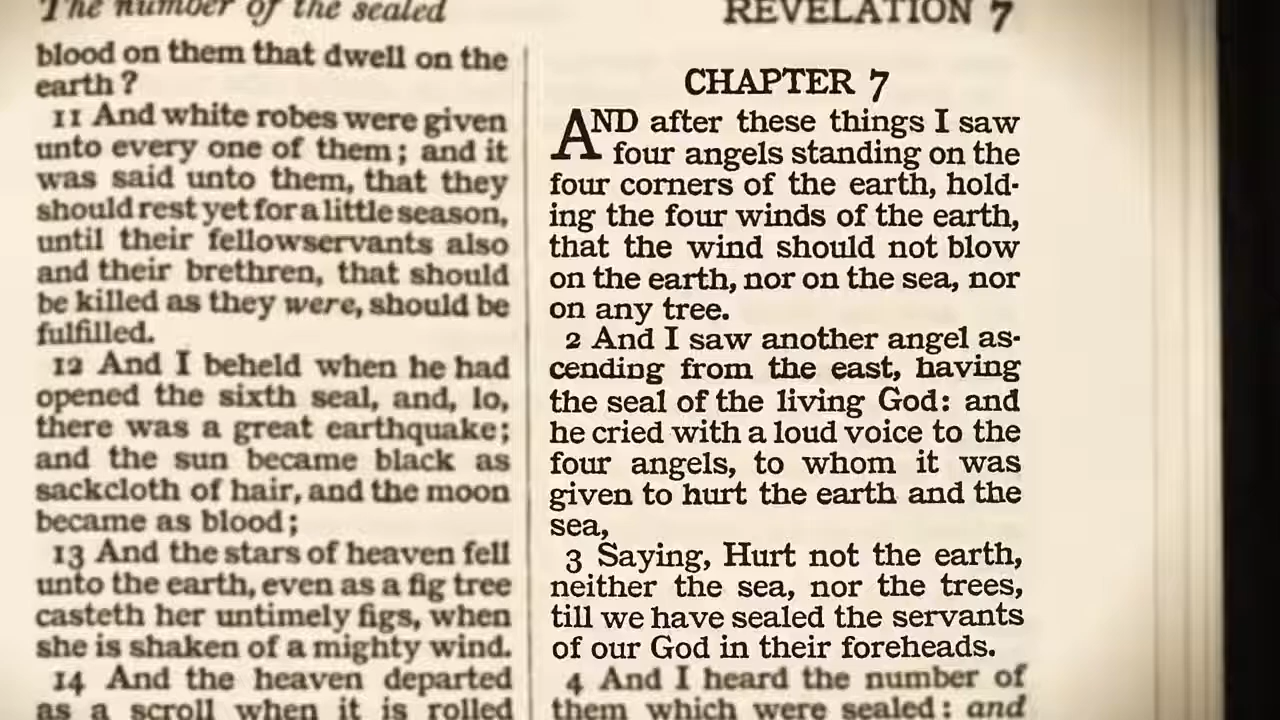 The number of the sealed
REVELATION 7
blood on them that dwell on the
earth ?
11 And white robes were given
unto every one of them; and it
was said unto them, that they
should rest yet for a little season,
until their fellowservants also
and their brethren, that should
be killed as they were, should be
fulfilled.
12 And I beheld when he had
opened the sixth seal, and, lo,
there was a great earthquake;
and the sun became black as
sackcloth of hair, and the moon
became as blood;
13 And the stars of heaven fell
unto the earth, even as a fig tree
casteth her untimely figs, when
she is shaken of a mighty wind.
14 And the heaven departed
as a scroll when it is rolled
CHAPTER 7
AND after these things I saw
four angels standing on the
four corners of the earth, hold-
ing the four winds of the earth,
that the wind should not blow
on the earth, nor on the sea, nor
on any tree.
2 And I saw another angel as-
cending from the east, having
the seal of the living God: and
he cried with a loud voice to the
four angels, to whom it was
given to hurt the earth and the
sea,
3 Saying, Hurt not the earth,
neither the sea, nor the trees,
till we have sealed the servants
of our God in their foreheads.
4 And I heard the number of
them which were sealed: and